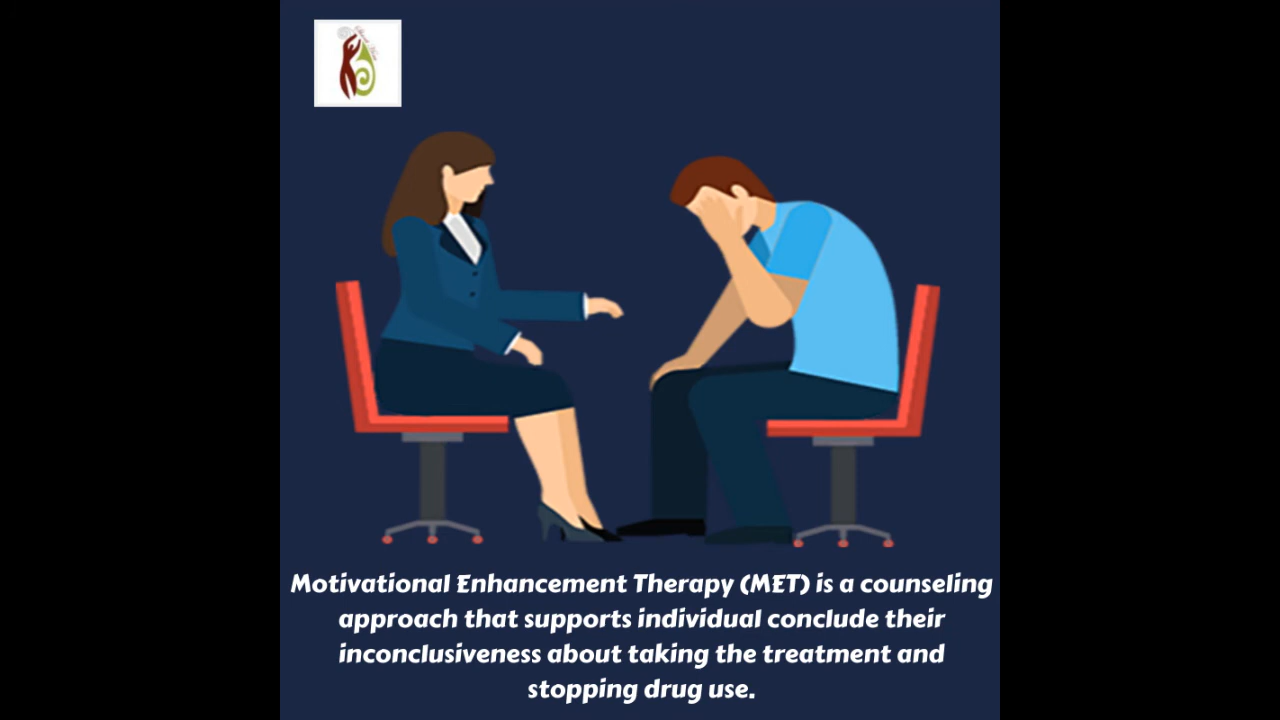 Motivational Enhancement Therapy (MET) is a counseling
approach that supports individual conclude their
inconclusiveness about taking the treatment and
stopping drug use.